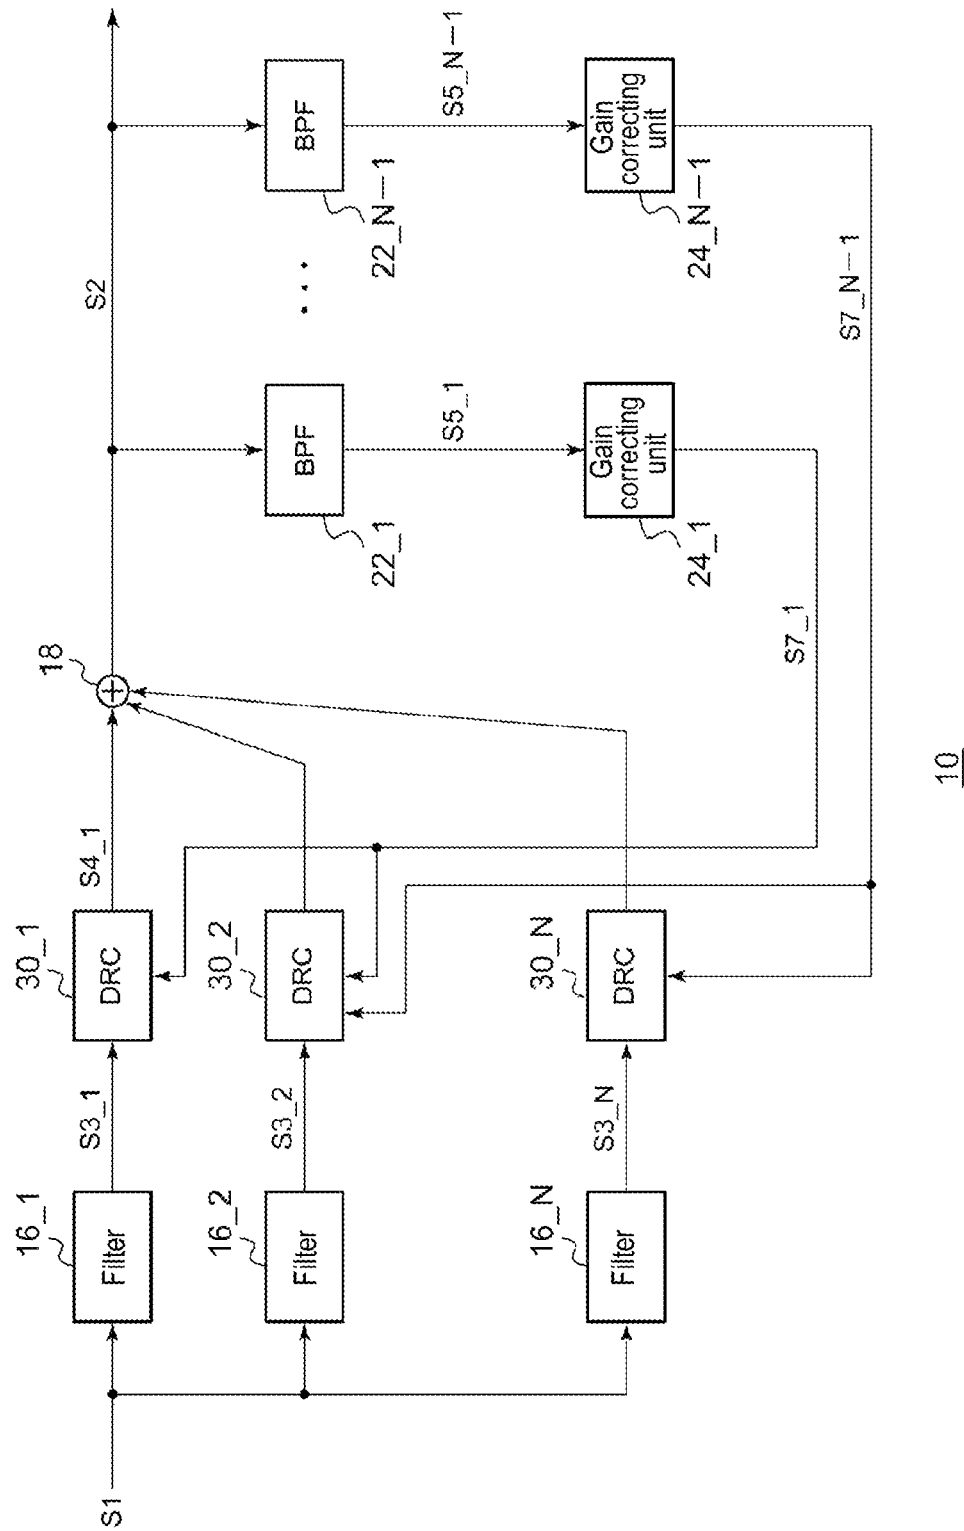 S1
16_1
Filter
S3_1
30_1
DRC
S4_1
18
+
S2
16_2
Filter
S3_2
30_2
DRC
22_1
BPF
22_N−1
BPF
...
S5_1
S5_N−1
16_N
Filter
S3_N
30_N
DRC
24_1
Gain
correcting
unit
24_N−1
Gain
correcting
unit
S7_1
S7_N−1
10